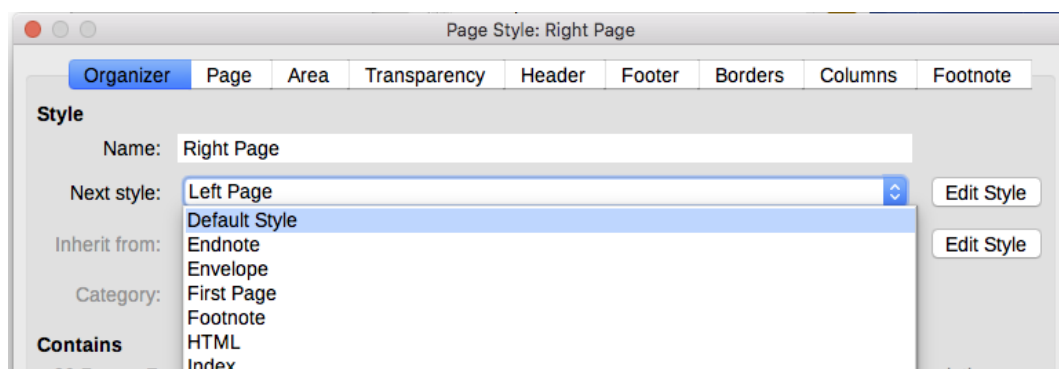 Page Style: Right Page
Organizer Page Area Transparency Header Footer Borders Columns Footnote
Style
Name: Right Page
Next style: Left Page Edit Style
Default Style
Inherit from: Endnote Edit Style
Envelope
Category: First Page
Footnote
Contains HTML
Index